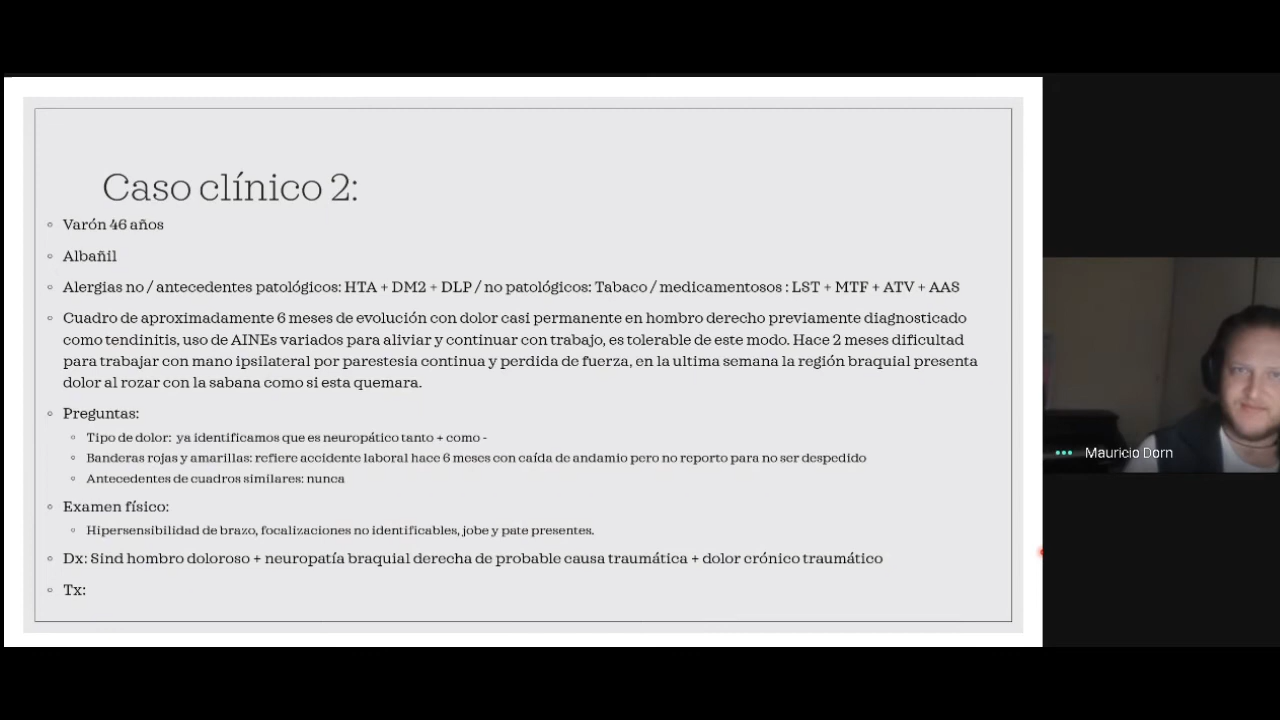 Caso clínico 2:
Varón 46 años
Albañil
Alergias no / antecedentes patológicos: HTA + DM2 + DLP / no patológicos: Tabaco / medicamentosos : LST + MTF + ATV + AAS
Cuadro de aproximadamente 6 meses de evolución con dolor casi permanente en hombro derecho previamente diagnosticado
como tendinitis, uso de AINEs variados para aliviar y continuar con trabajo, es tolerable de este modo. Hace 2 meses dificultad
para trabajar con mano ipsilateral por parestesia continua y perdida de fuerza, en la ultima semana la región braquial presenta
dolor al rozar con la sabana como si esta quemara.
Preguntas:
Tipo de dolor: ya identificamos que es neuropático tanto + como -
Banderas rojas y amarillas: refiere accidente laboral hace 6 meses con caída de andamio pero no reporto para no ser despedido
Antecedentes de cuadros similares: nunca
Examen físico:
Hipersensibilidad de brazo, focalizaciones no identificables, jobe y pate presentes.
Dx: Sind hombro doloroso + neuropatía braquial derecha de probable causa traumática + dolor crónico traumático
Tx:
Mauricio Dorn